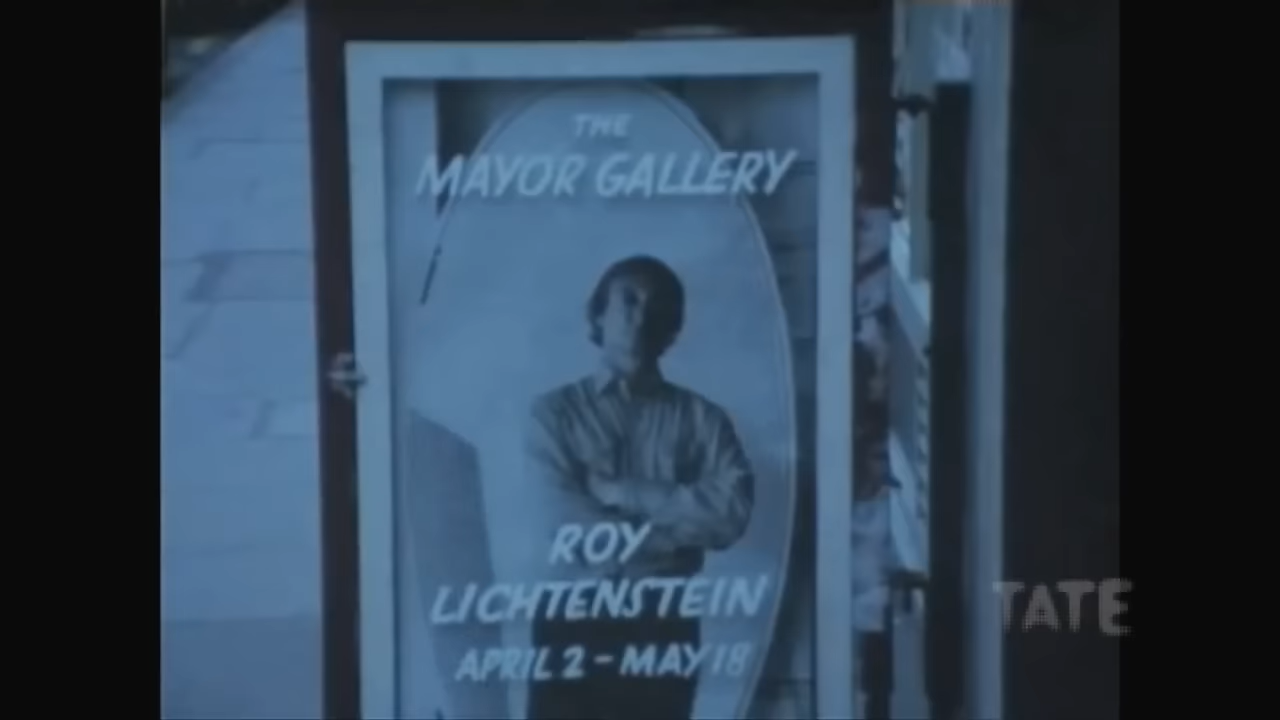 THE
MAYOR GALLERY
ROY
LICHTENSTEIN
APRIL 2 - MAY 18
TATE